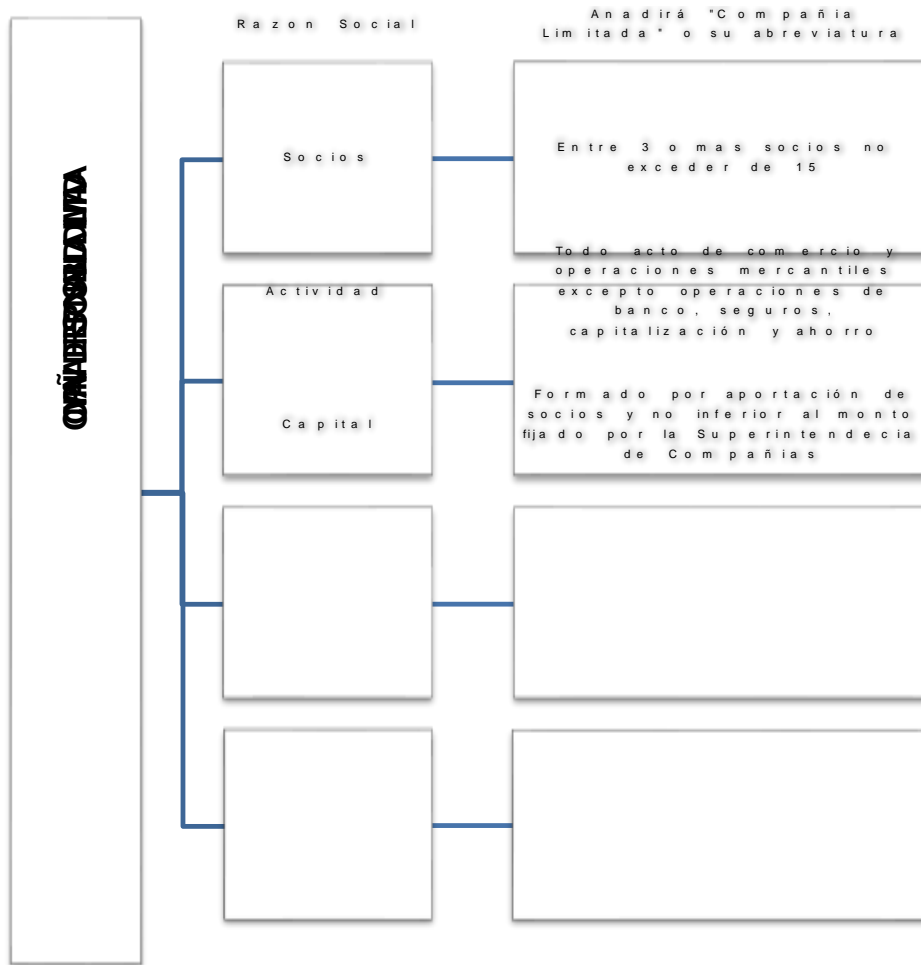 Razon Social
Anadirá "Compañia
Limitada" o su abreviatura
Socios
Entre 3 o mas socios no
exceder de 15
Actividad
Todo acto de comercio y
operaciones mercantiles
excepto operaciones de
banco, seguros,
capitalización y ahorro
Capital
Formado por aportación de
socios y no inferior al monto
fijado por la Superintendecia
de Compañias